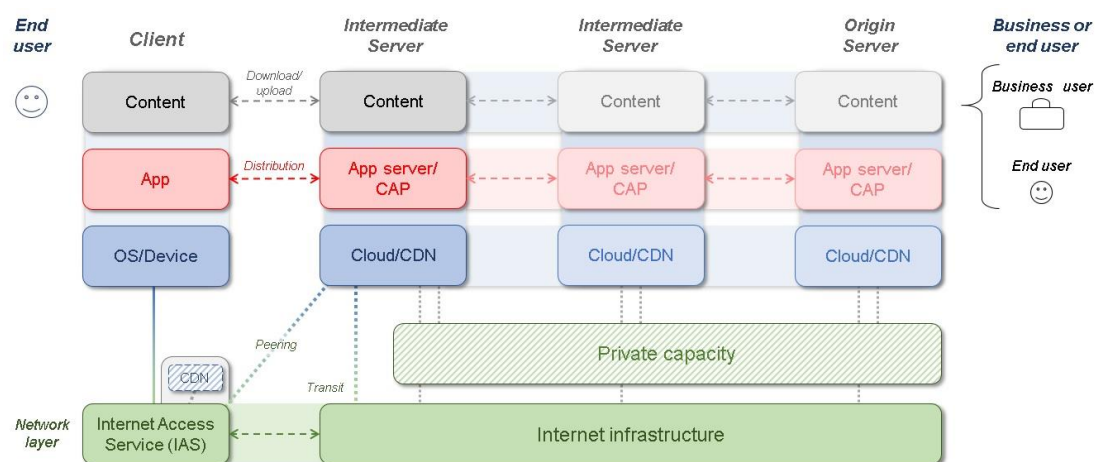 End
user
Client
Intermediate
Server
Intermediate
Server
Origin
Server
Business or
end user
Content
Download/
upload
Content
Content
Content
Business user
App
Distribution
App server/
CAP
App server/
CAP
App server/
CAP
End user
OS/Device
Cloud/CDN
Cloud/CDN
Cloud/CDN
Peering
Private capacity
CDN
Transit
Network
layer
Internet Access
Service (IAS)
Internet infrastructure